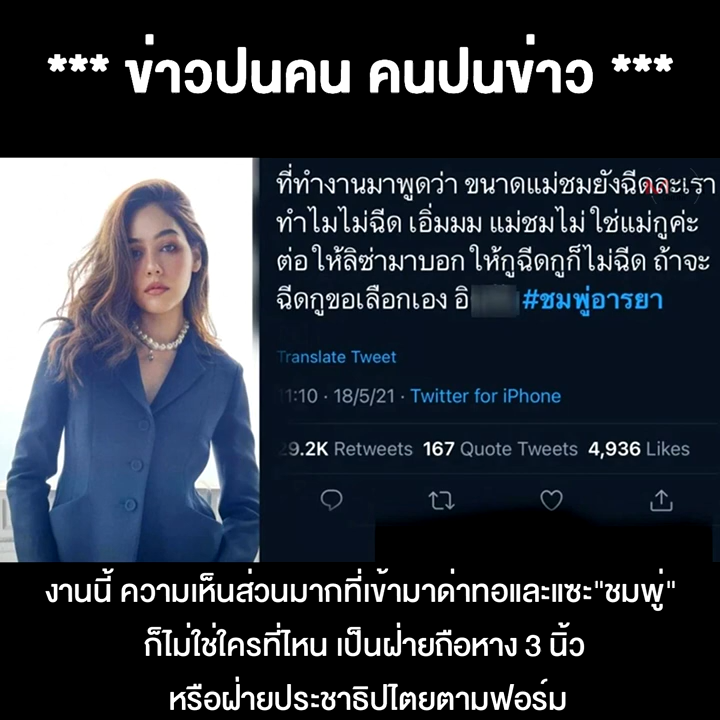 *** ข่าวปนคน คนปนข่าว ***
ที่ทำงานมาพูดว่า ขนาดแม่ชมยังฉีดละเรา
ทำไมไม่ฉีด เอิ่มมม แม่ชมไม่ ใช่แม่กูค่ะ
ต่อ ให้ลิซ่ามาบอก ให้กูฉีดกูก็ไม่ฉีด ถ้าจะ
ฉีดกูขอเลือกเอง อิ #ชมพู่อารยา
Translate Tweet
11:10 · 18/5/21 · Twitter for iPhone
29.2K Retweets 167 Quote Tweets 4,936 Likes
งานนี้ ความเห็นส่วนมากที่เข้ามาด่าทอและแซะ"ชมพู่"
ก็ไม่ใช่ใครที่ไหน เป็นฝ่ายถือหาง 3 นิ้ว
หรือฝ่ายประชาธิปไตยตามฟอร์ม